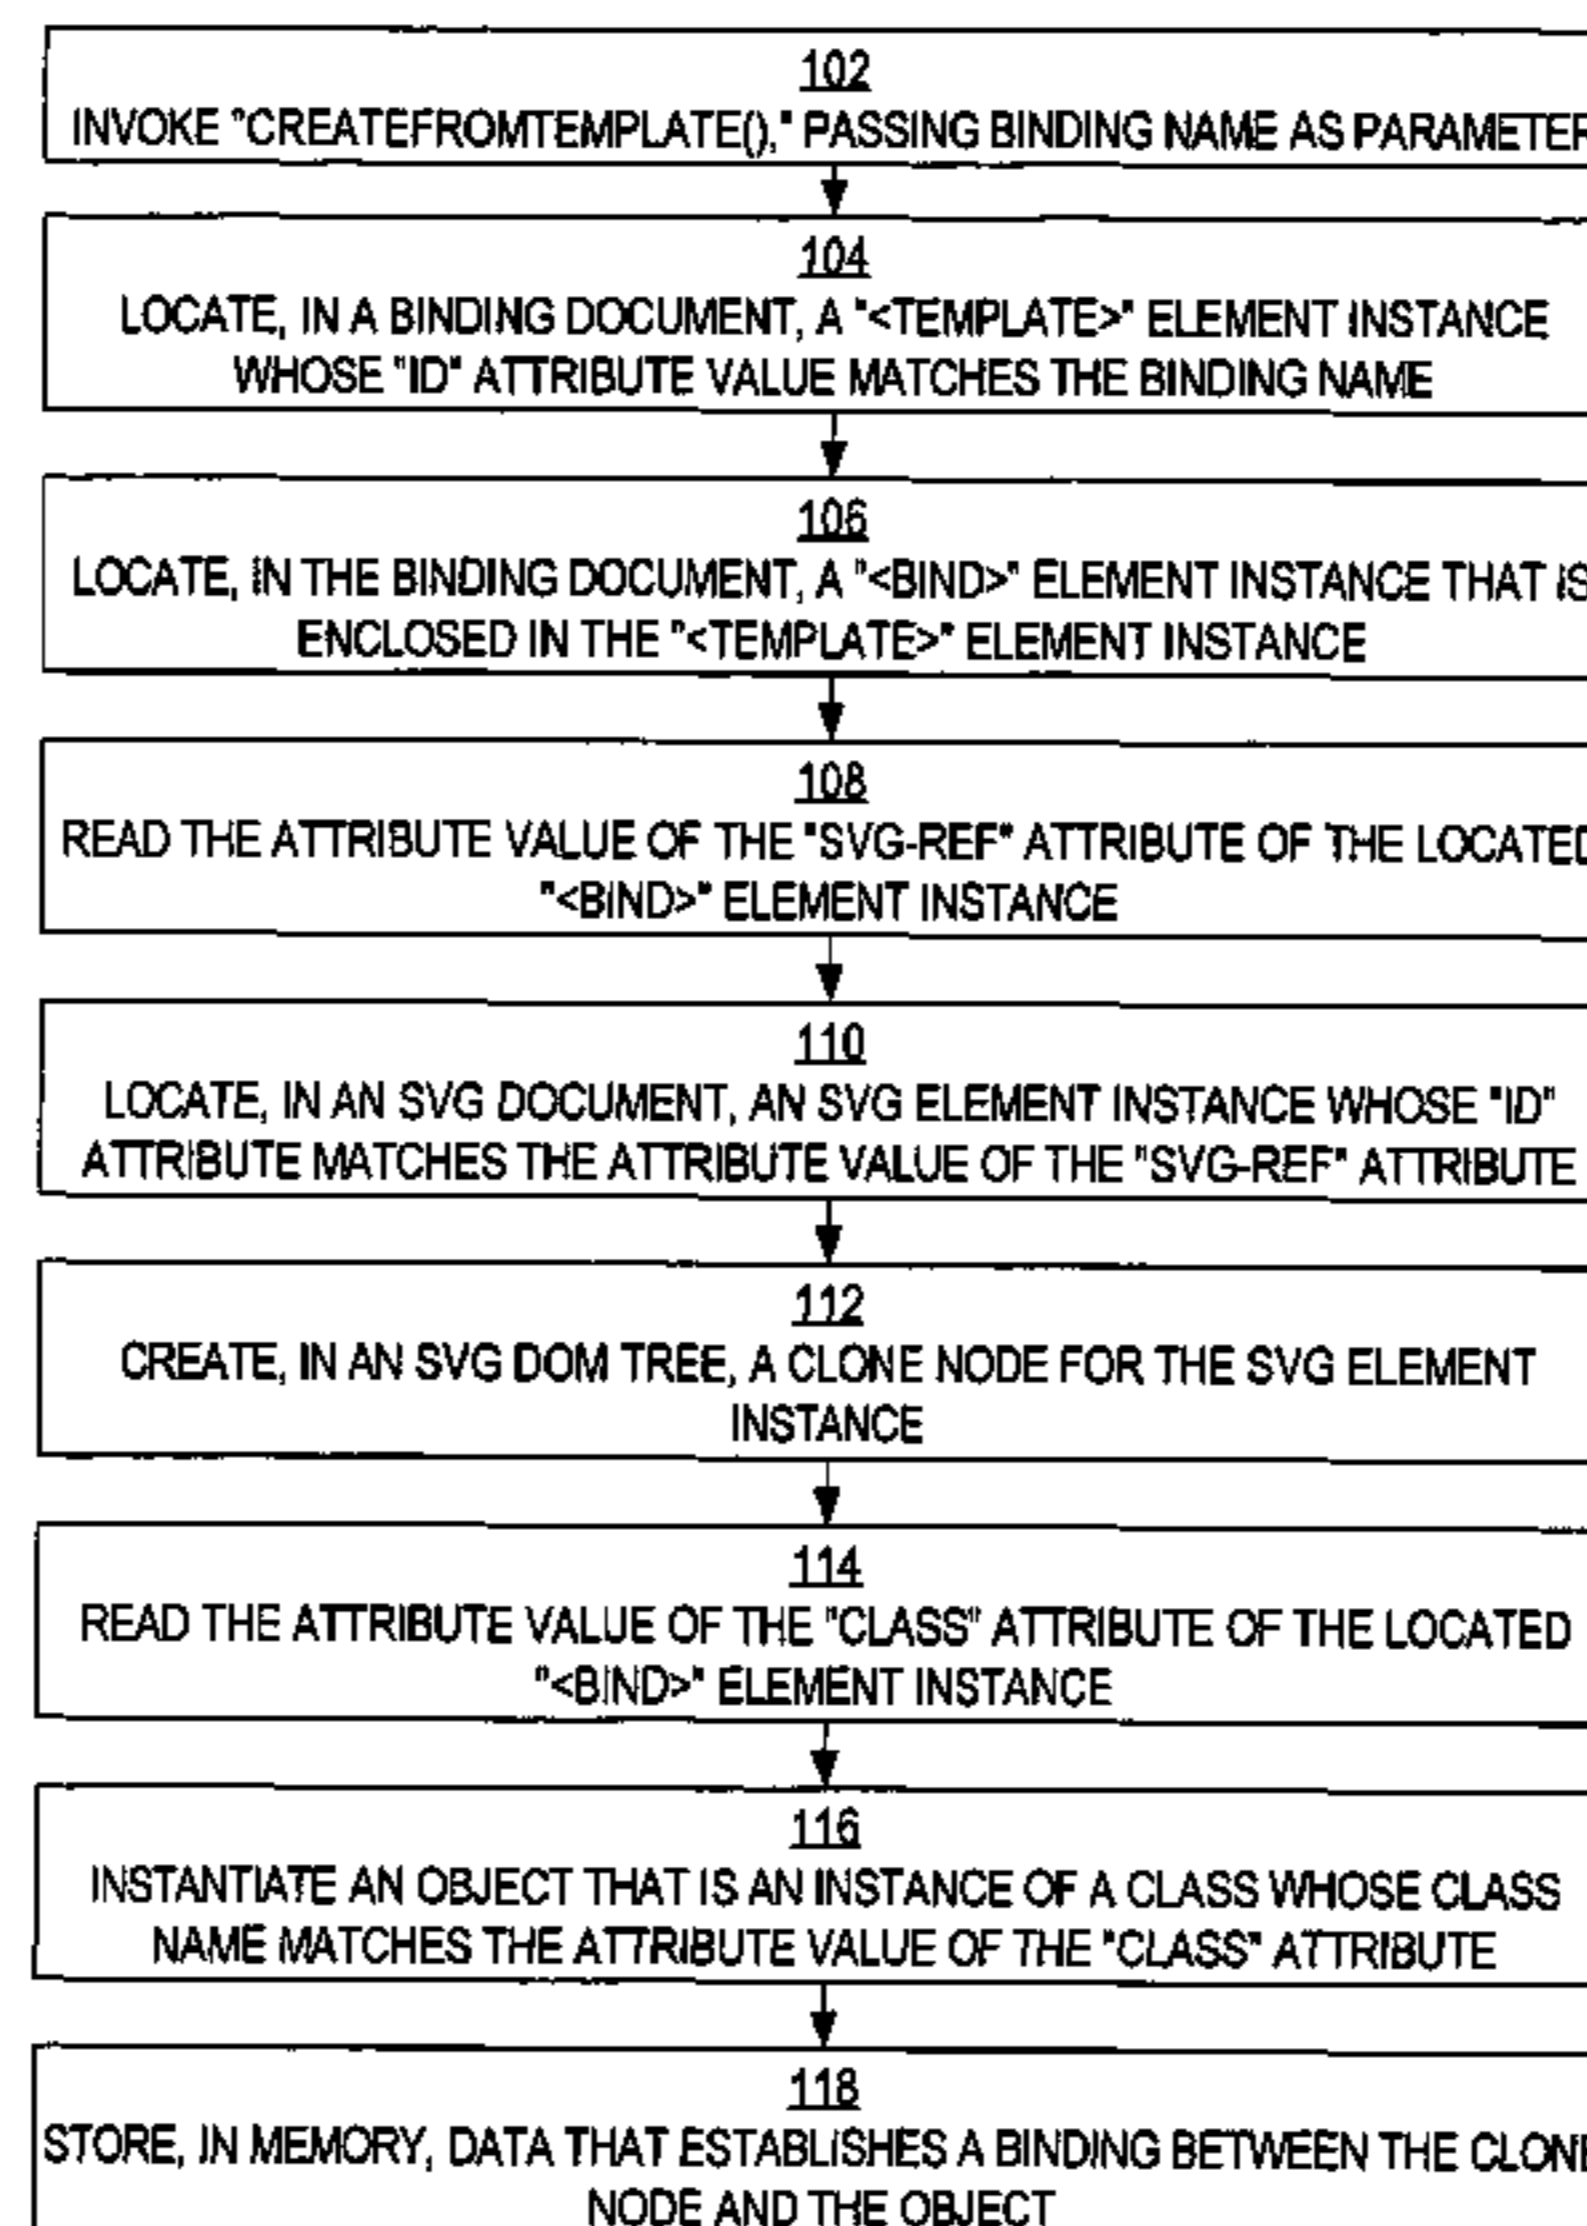 102
INVOKE "CREATEFROMTEMPLATE()," PASSING BINDING NAME AS PARAMETER
104
LOCATE, IN A BINDING DOCUMENT, A "<TEMPLATE>" ELEMENT INSTANCE
WHOSE "ID" ATTRIBUTE VALUE MATCHES THE BINDING NAME
106
LOCATE, IN THE BINDING DOCUMENT, A "<BIND>" ELEMENT INSTANCE THAT IS
ENCLOSED IN THE "<TEMPLATE>" ELEMENT INSTANCE
108
READ THE ATTRIBUTE VALUE OF THE "SVG-REF" ATTRIBUTE OF THE LOCATED
"<BIND>" ELEMENT INSTANCE
110
LOCATE, IN AN SVG DOCUMENT, AN SVG ELEMENT INSTANCE WHOSE "ID"
ATTRIBUTE MATCHES THE ATTRIBUTE VALUE OF THE "SVG-REF" ATTRIBUTE
112
CREATE, IN AN SVG DOM TREE, A CLONE NODE FOR THE SVG ELEMENT
INSTANCE
114
READ THE ATTRIBUTE VALUE OF THE "CLASS" ATTRIBUTE OF THE LOCATED
"<BIND>" ELEMENT INSTANCE
116
INSTANTIATE AN OBJECT THAT IS AN INSTANCE OF A CLASS WHOSE CLASS
NAME MATCHES THE ATTRIBUTE VALUE OF THE "CLASS" ATTRIBUTE
118
STORE, IN MEMORY, DATA THAT ESTABLISHES A BINDING BETWEEN THE CLONE
NODE AND THE OBJECT